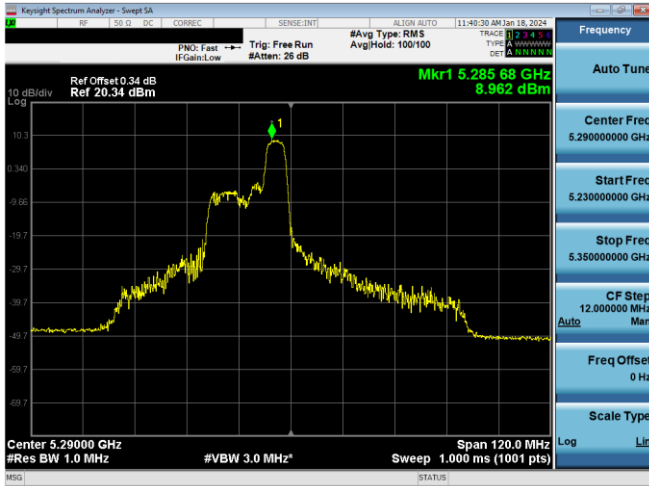 Keysight Spectrum Analyzer - Swept SA
RF 50 Ω DC CORREC SENSE:INT ALIGN AUTO 11:40:30 AM Jan 18, 2024
Frequency
PNO: Fast
IFGain:Low
Trig: Free Run
#Atten: 26 dB
#Avg Type: RMS
Avg|Hold: 100/100
TRACE 1 2 3 4 5 6
TYPE A WWWWW
DET A N N N N N
Auto Tune
Ref Offset 0.34 dB
Ref 20.34 dBm
10 dB/div
Log
Mkr1 5.285 68 GHz
8.962 dBm
1
10.3
0.340
-9.66
-19.7
-29.7
-39.7
-49.7
-59.7
-69.7
Center Freq
5.290000000 GHz
Start Freq
5.230000000 GHz
Stop Freq
5.350000000 GHz
CF Step
12.000000 MHz
Auto Man
Freq Offset
0 Hz
Scale Type
Log Lin
Center 5.29000 GHz
Span 120.0 MHz
#Res BW 1.0 MHz
#VBW 3.0 MHz*
Sweep 1.000 ms (1001 pts)
MSG
STATUS